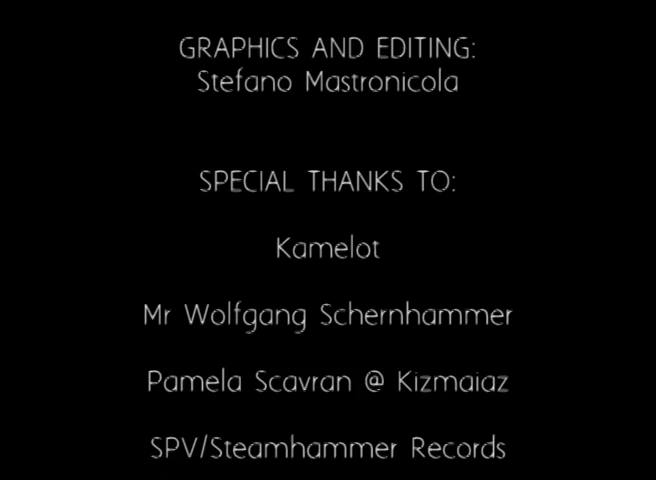 GRAPHICS AND EDITING:
Stefano Mastronicola
SPECIAL THANKS TO:
Kamelot
Mr Wolfgang Schernhammer
Pamela Scavran @ Kizmaiaz
SPV/Steamhammer Records